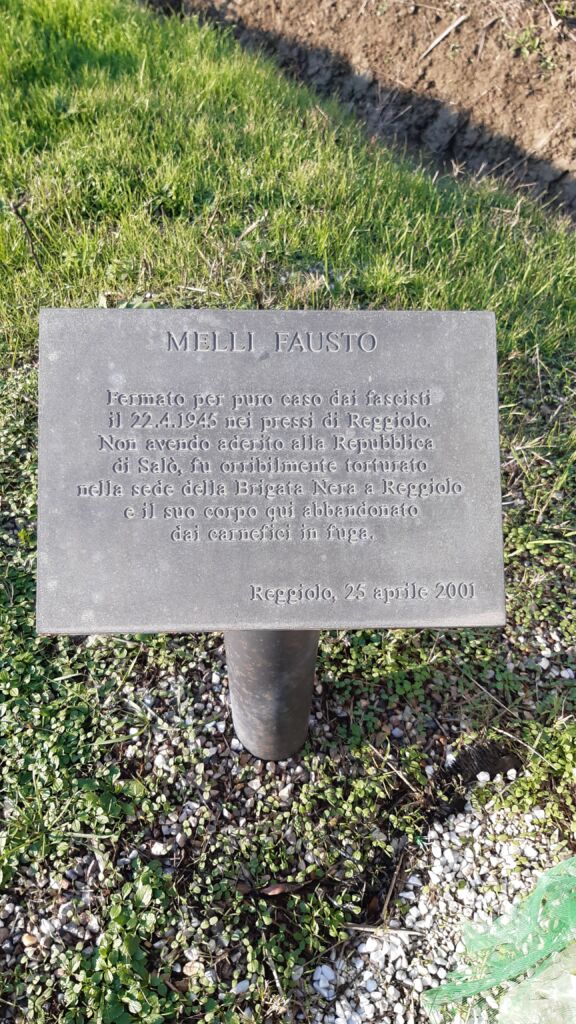 MELLI FAUSTO
Fermato per puro caso dai fascisti
il 22.4.1945 nei pressi di Reggiolo.
Non avendo aderito alla Repubblica
di Salò, fu orribilmente torturato
nella sede della Brigata Nera a Reggiolo
e il suo corpo qui abbandonato
dai carnefici in fuga.
Reggiolo, 25 aprile 2001